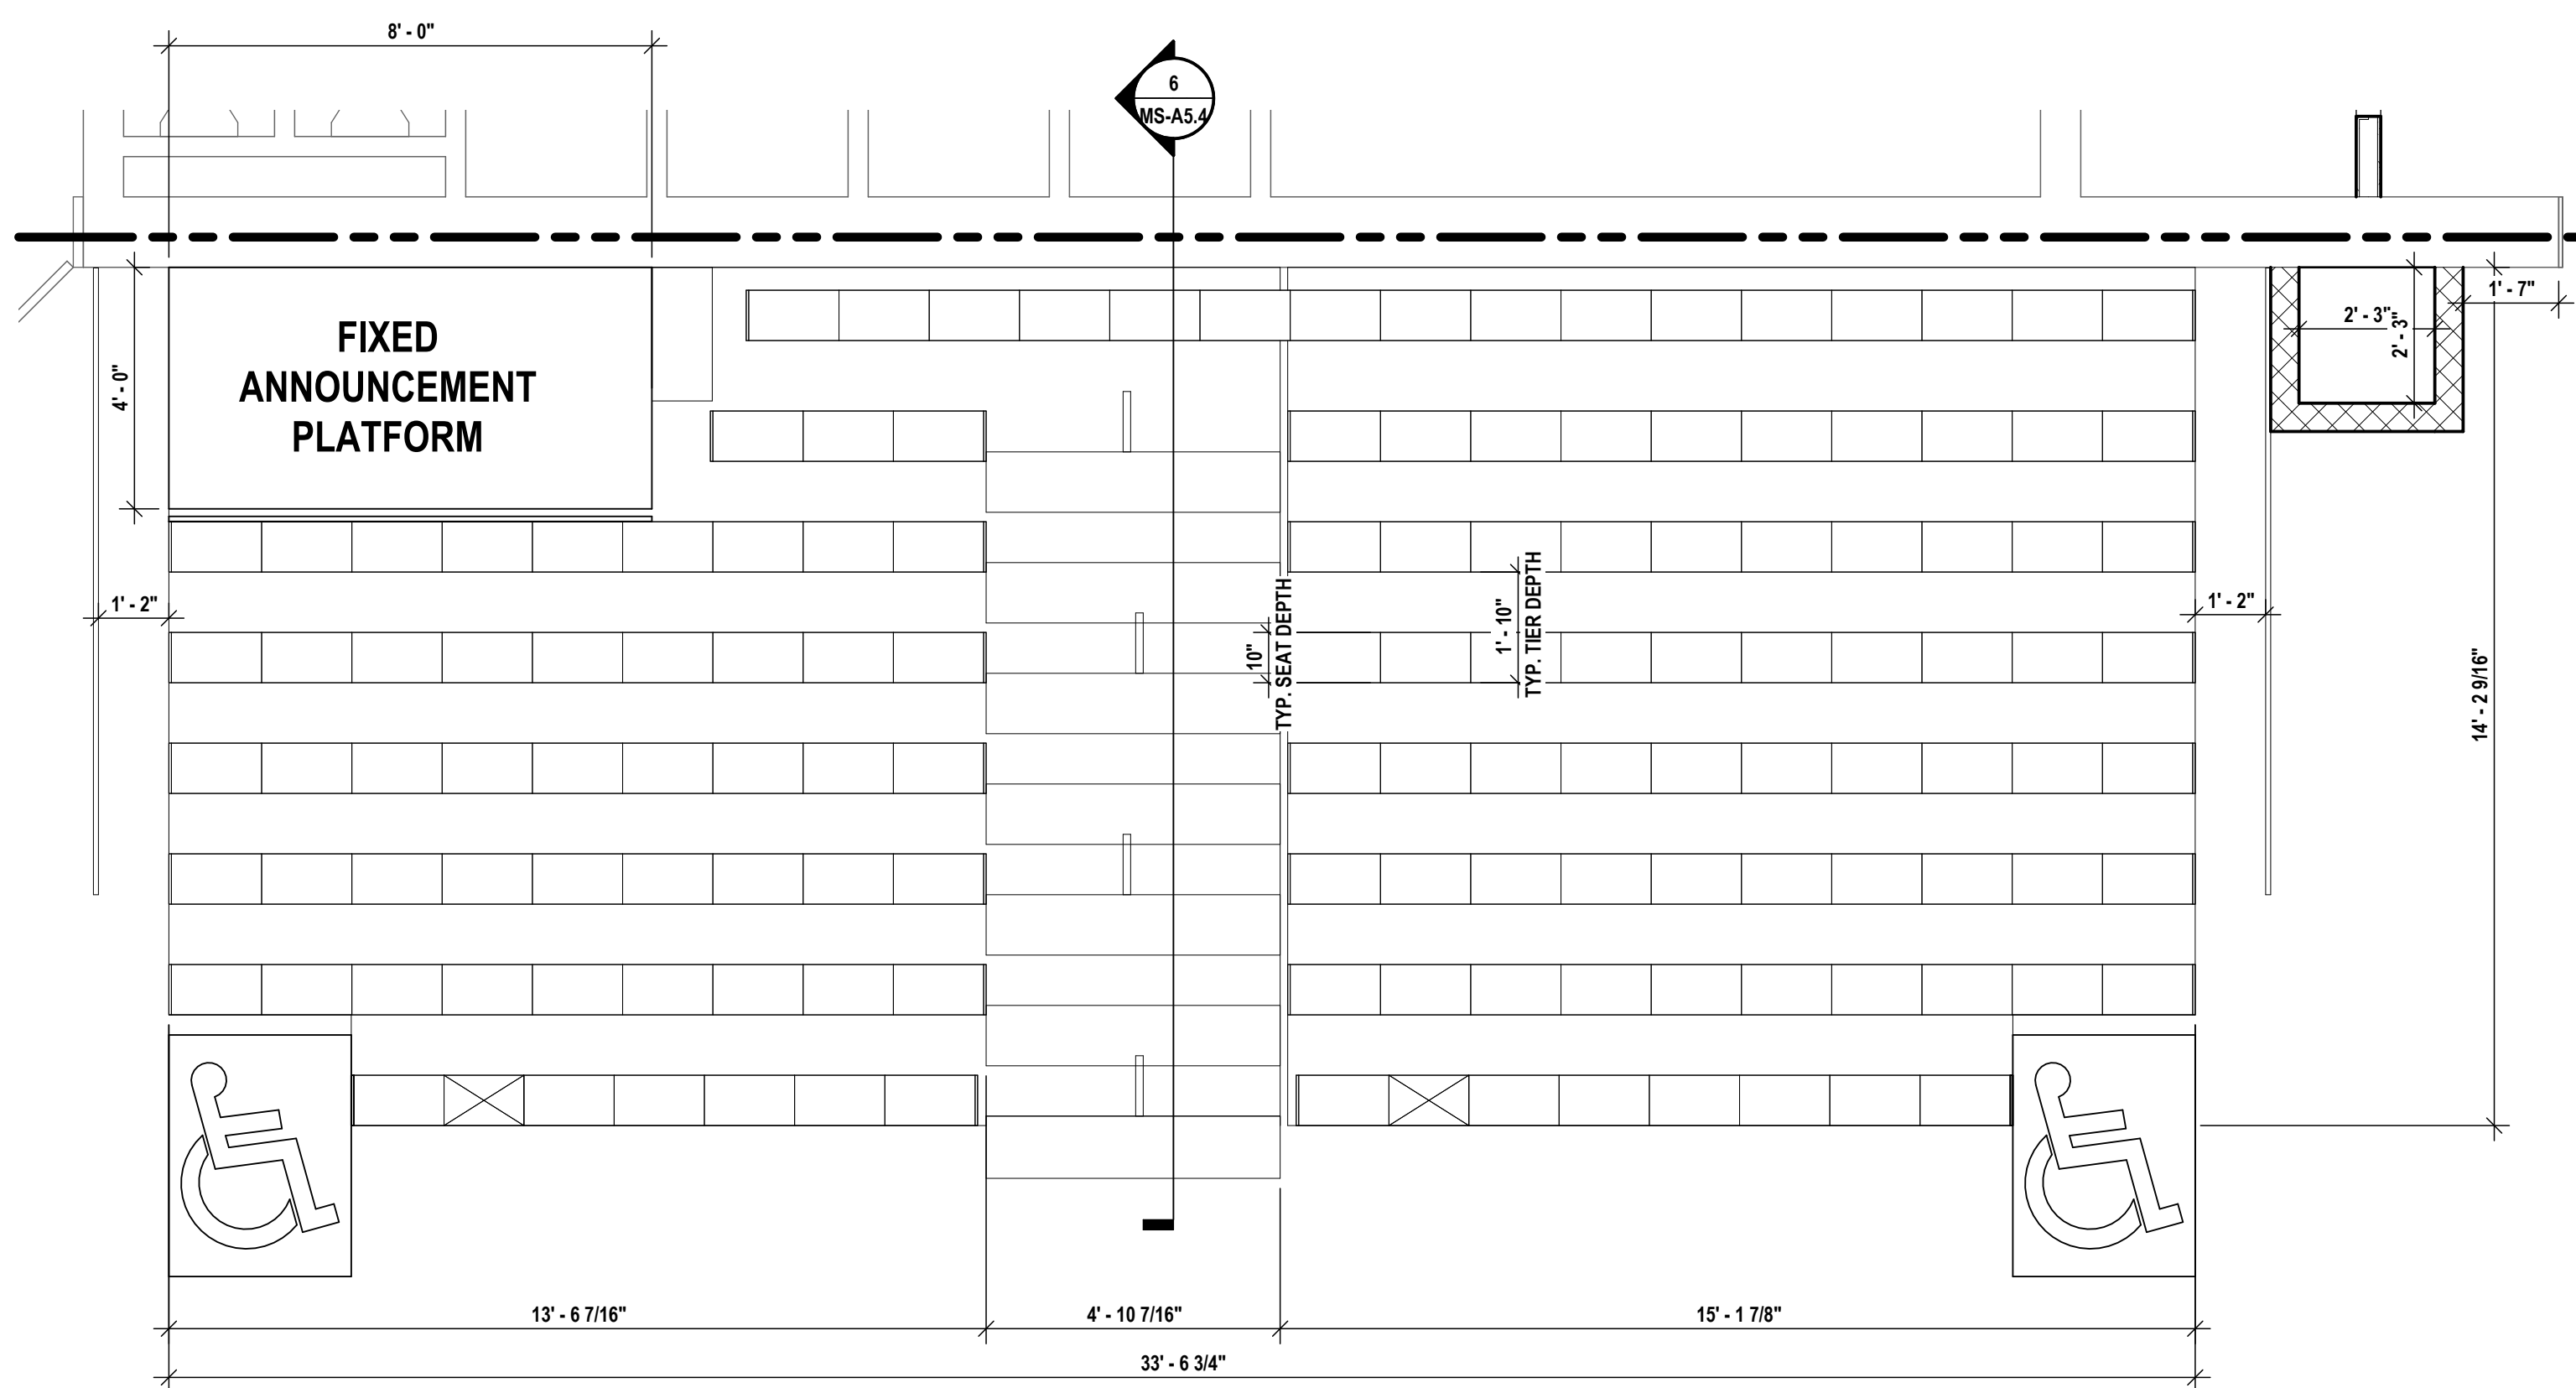 8' - 0"
6
MS-A5.4
FIXED
ANNOUNCEMENT
PLATFORM
4' - 0"
1' - 7"
2' - 3"
2' - 3"
1' - 2"
10"
TYP. SEAT DEPTH
1' - 10"
TYP. TIER DEPTH
1' - 2"
14' - 2 9/16"
13' - 6 7/16"
4' - 10 7/16"
15' - 1 7/8"
33' - 6 3/4"